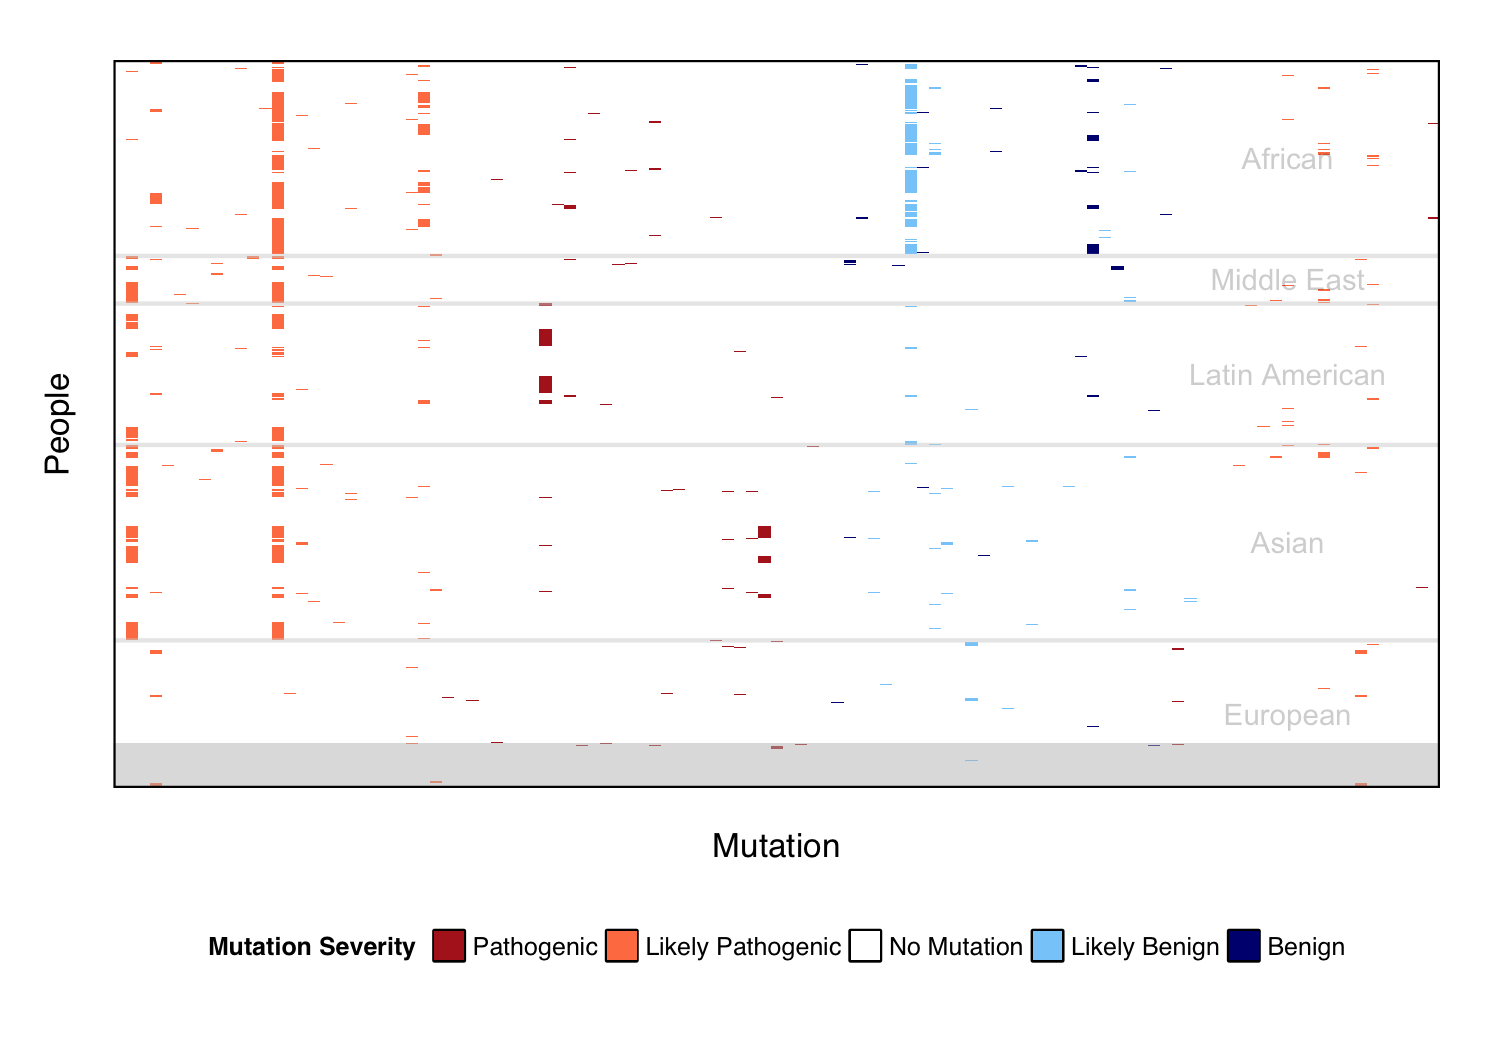 African
Middle East
Latin American
Asian
European
People
Mutation
Mutation Severity Pathogenic Likely Pathogenic No Mutation Likely Benign Benign